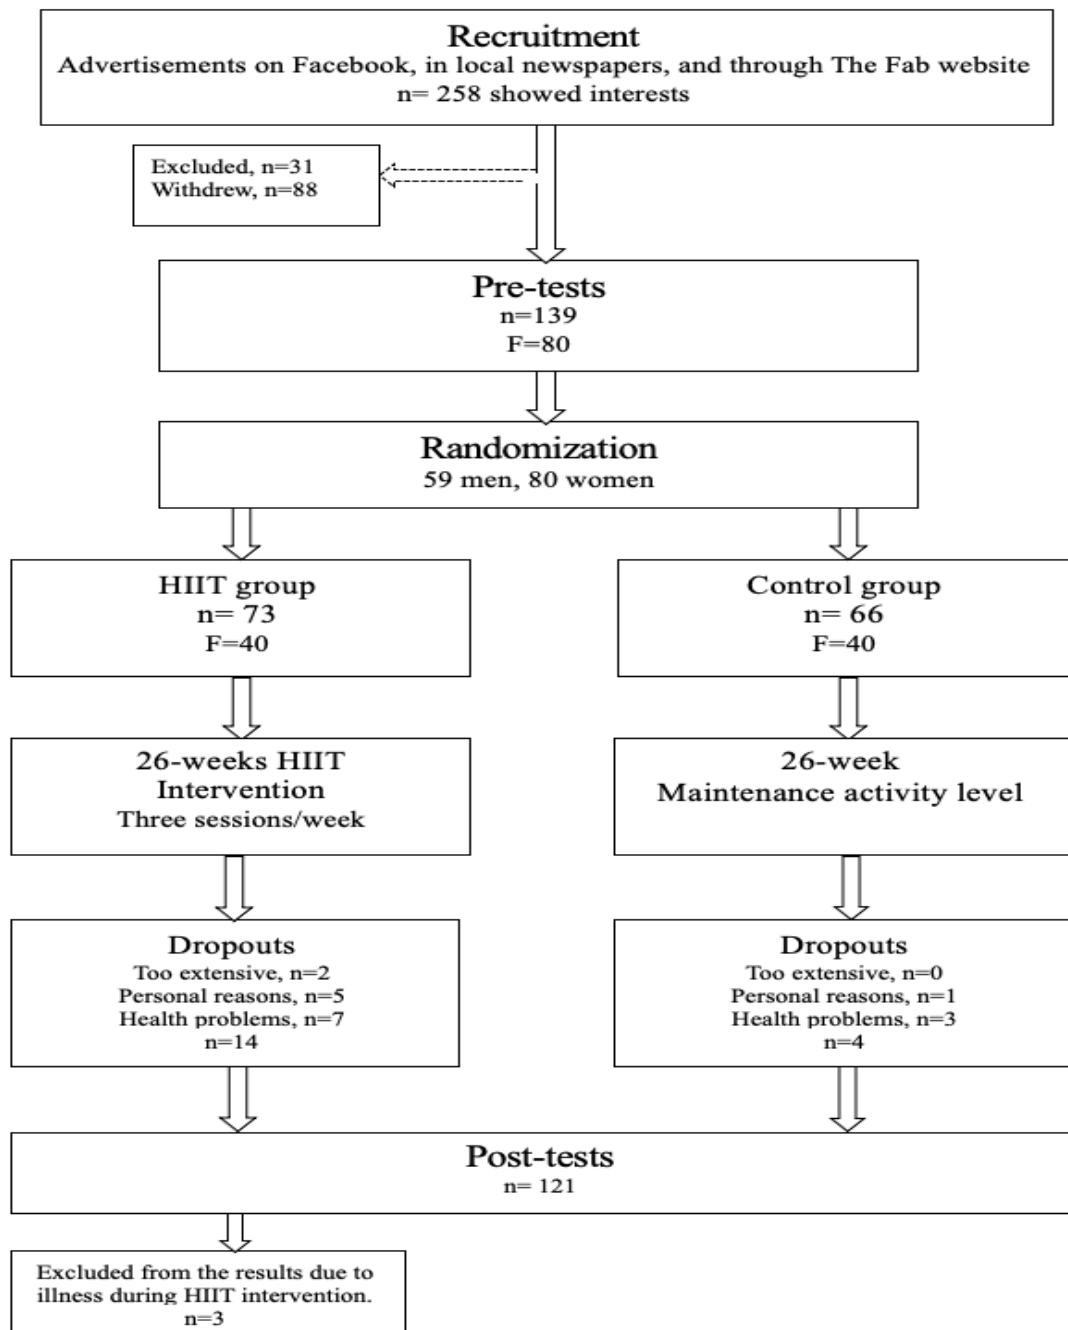 Recruitment
Advertisements on Facebook, in local newspapers, and through The Fab website
n= 258 showed interests
Excluded, n=31
Withdrew, n=88
Pre-tests
n=139
F=80
Randomization
59 men, 80 women
HIIT group
n= 73
F=40
Control group
n= 66
F=40
26-weeks HIIT
Intervention
Three sessions/week
26-week
Maintenance activity level
Dropouts
Too extensive, n=2
Personal reasons, n=5
Health problems, n=7
n=14
Dropouts
Too extensive, n=0
Personal reasons, n=1
Health problems, n=3
n=4
Post-tests
n= 121
Excluded from the results due to
illness during HIIT intervention.
n=3